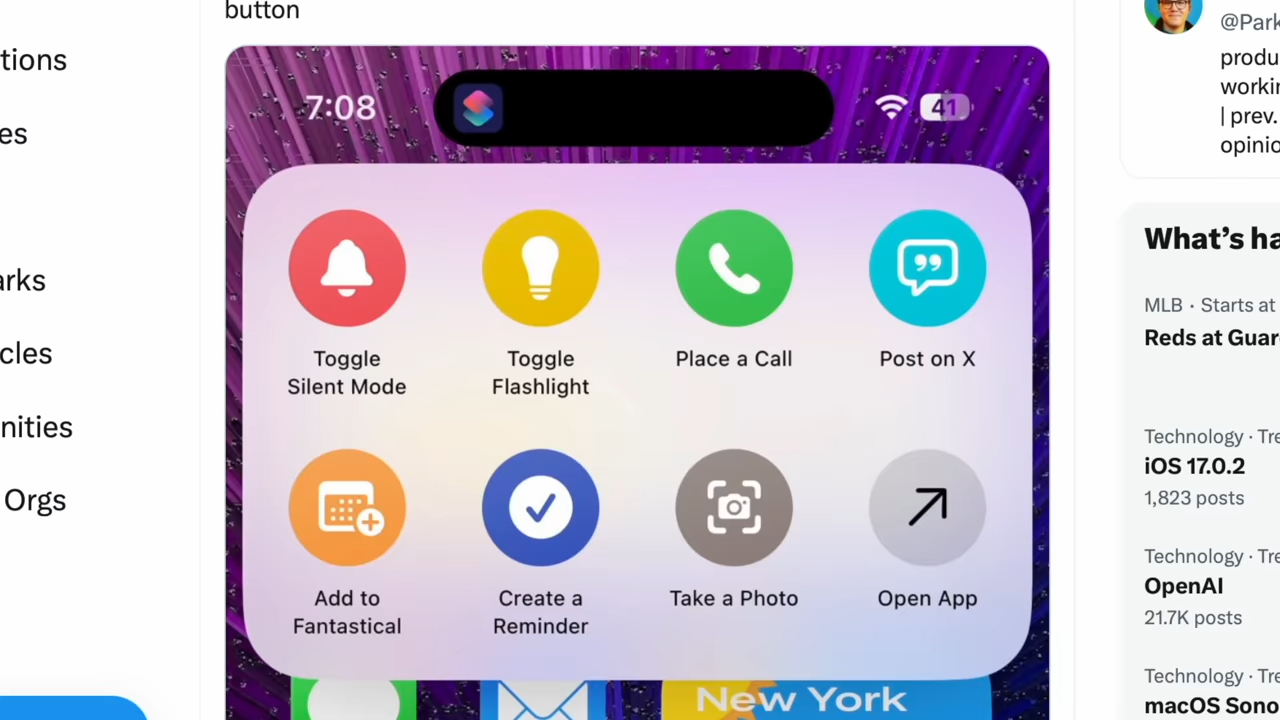 button
tions
es
arks
cles
nities
Orgs
7:08
41
Toggle
Silent Mode
Toggle
Flashlight
Place a Call
Post on X
Add to
Fantastical
Create a
Reminder
Take a Photo
Open App
New York
@Park
produ
workin
| prev.
opinio
What's ha
MLB · Starts at
Reds at Guar
Technology · Tre
iOS 17.0.2
1,823 posts
Technology · Tre
OpenAI
21.7K posts
Technology · Tre
macOS Sono